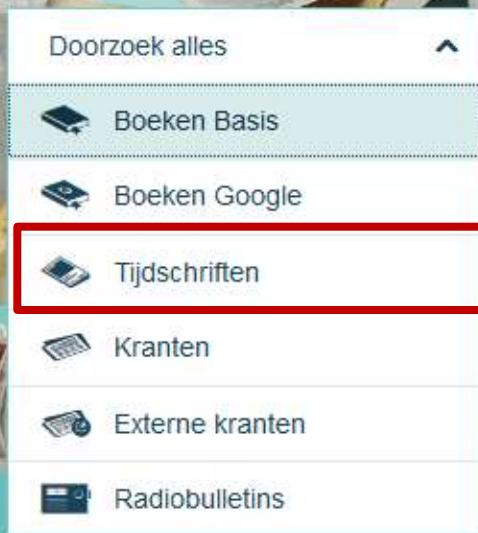 Doorzoek alles
Boeken Basis
Boeken Google
Tijdschriften
Kranten
Externe kranten
Radiobulletins